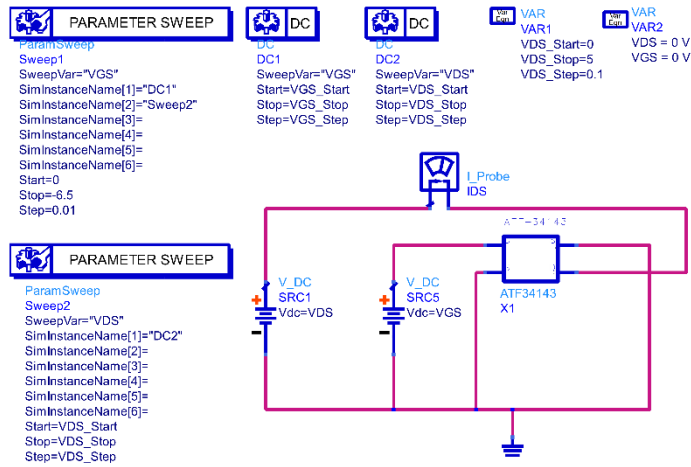 PARAMETER SWEEP
ParamSweep
Sweep1
SweepVar="VGS"
SimInstanceName[1]="DC1"
SimInstanceName[2]="Sweep2"
SimInstanceName[3]=
SimInstanceName[4]=
SimInstanceName[5]=
SimInstanceName[6]=
Start=0
Stop=-6.5
Step=0.01
DC
DC
DC1
SweepVar="VGS"
Start=VGS_Start
Stop=VGS_Stop
Step=VGS_Step
DC
DC
DC2
SweepVar="VDS"
Start=VDS_Start
Stop=VDS_Stop
Step=VDS_Step
Var
Eqn
VAR
VAR1
VDS_Start=0
VDS_Stop=5
VDS_Step=0.1
Var
Eqn
VAR
VAR2
VDS = 0 V
VGS = 0 V
PARAMETER SWEEP
ParamSweep
Sweep2
SweepVar="VDS"
SimInstanceName[1]="DC2"
SimInstanceName[2]=
SimInstanceName[3]=
SimInstanceName[4]=
SimInstanceName[5]=
SimInstanceName[6]=
Start=VDS_Start
Stop=VDS_Stop
Step=VDS_Step
I_Probe
IDS
V_DC
SRC1
Vdc=VDS
V_DC
SRC5
Vdc=VGS
ATF-34143
ATF34143
X1